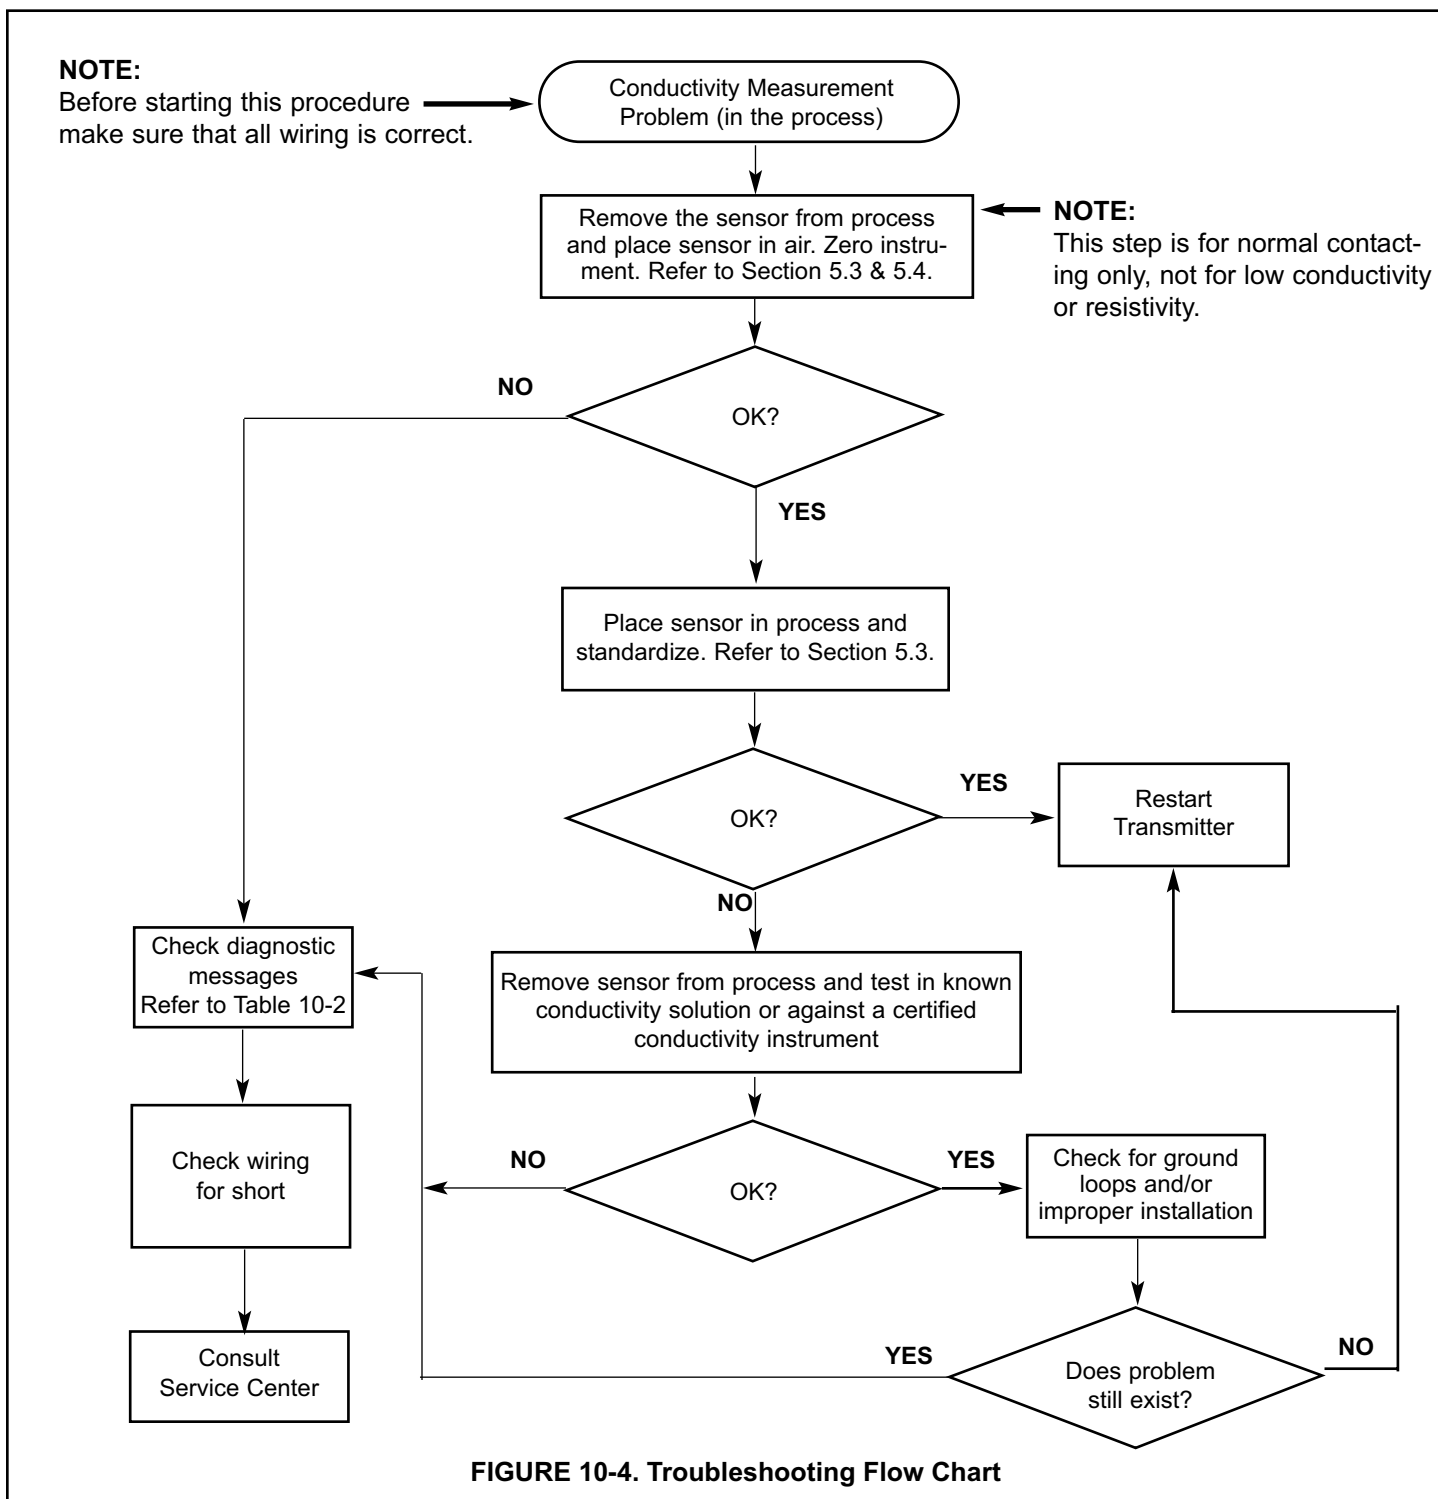 NOTE:
Before starting this procedure
make sure that all wiring is correct.
Conductivity Measurement
Problem (in the process)
Remove the sensor from process
and place sensor in air. Zero instru-
ment. Refer to Section 5.3 & 5.4.
NOTE:
This step is for normal contact-
ing only, not for low conductivity
or resistivity.
NO
OK?
YES
Place sensor in process and
standardize. Refer to Section 5.3.
OK?
YES
Restart
Transmitter
NO
Check diagnostic
messages
Refer to Table 10-2
Remove sensor from process and test in known
conductivity solution or against a certified
conductivity instrument
Check wiring
for short
NO
OK?
YES
Check for ground
loops and/or
improper installation
Consult
Service Center
YES
Does problem
still exist?
NO
FIGURE 10-4. Troubleshooting Flow Chart